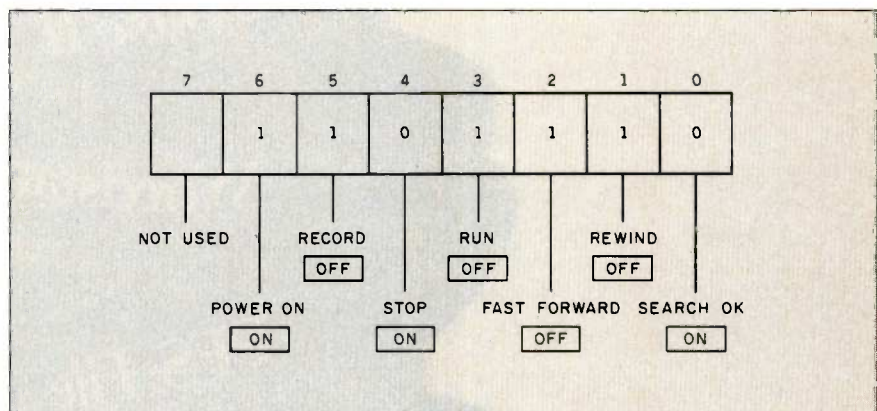 7 6 5 4 3 2 1 0
1 1 0 1 1 1 0
NOT USED RECORD RUN REWIND
OFF OFF OFF
POWER ON STOP FAST FORWARD SEARCH OK
ON ON OFF ON